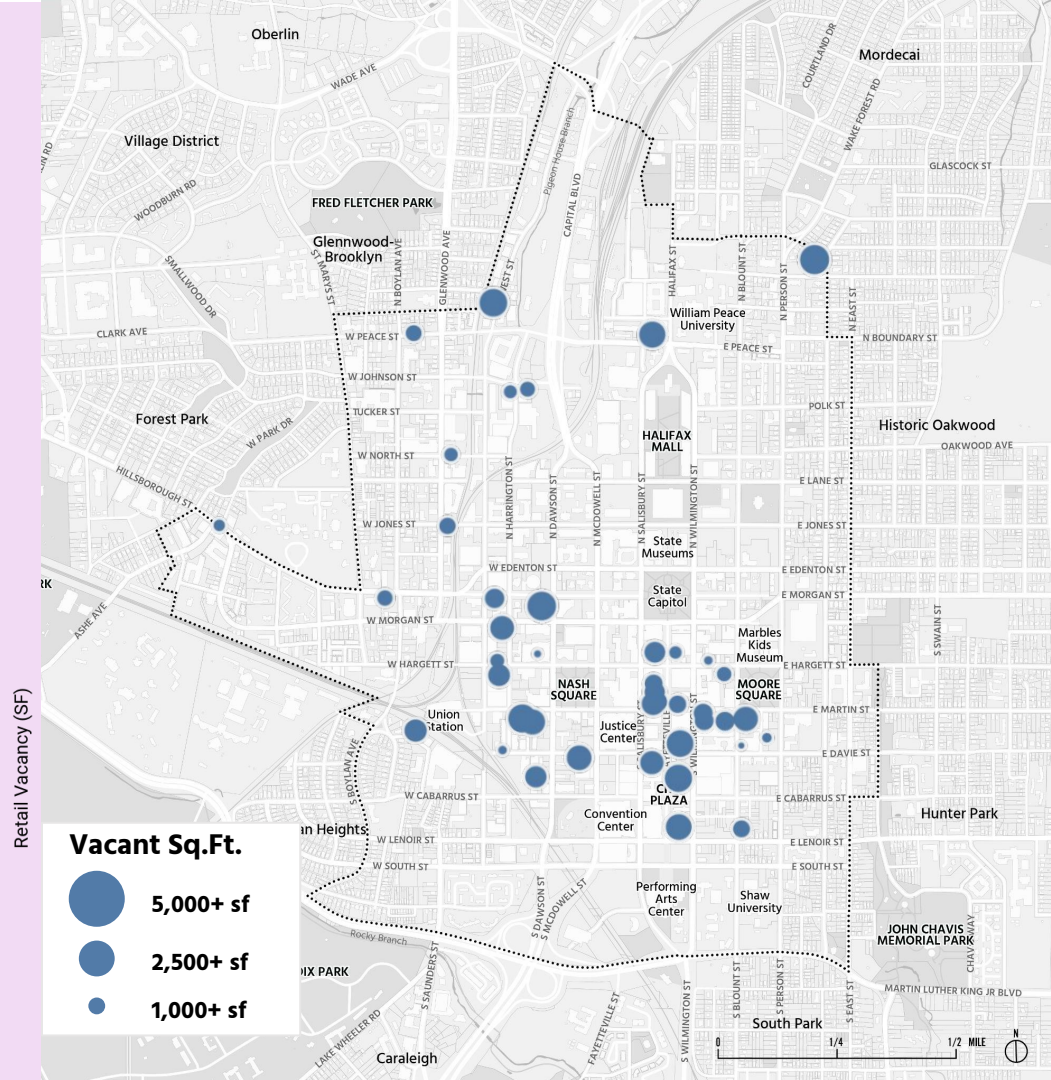 Oberlin
Mordecai
COURTLAND DR
WADE AVE
WAKE FOREST RD
Village District
Pigeon House Branch
GLASCOCK ST
CAPITAL BLVD
WOODBURN RD
FRED FLETCHER PARK
Glennwood-
Brooklyn
ST MARYS ST
N BOYLAN AVE
GLENWOOD AVE
HALIFAX ST
N BLOUNT ST
N PERSON ST
N EAST ST
SMALLWOOD DR
William Peace
University
CLARK AVE
W PEACE ST
E PEACE ST
N BOUNDARY ST
W JOHNSON ST
Forest Park
TUCKER ST
POLK ST
W PARK DR
Historic Oakwood
HALIFAX
MALL
OAKWOOD AVE
W NORTH ST
HILLSBOROUGH ST
N HARRINGTON ST
N DAWSON ST
N MCDOWELL ST
N SALISBURY ST
N WILMINGTON ST
E LANE ST
W JONES ST
E JONES ST
State
Museums
W EDENTON ST
E EDENTON ST
State
Capitol
E MORGAN ST
RK
ASHE AVE
W MORGAN ST
S SWAIN ST
Marbles
Kids
Museum
W HARGETT ST
E HARGETT ST
NASH
SQUARE
MOORE
SQUARE
Union
Station
Justice
Center
E MARTIN ST
S BOYLAN AVE
E DAVIE ST
W CABARRUS ST
PLAZA
E CABARRUS ST
Convention
Center
Hunter Park
an Heights
W LENOIR ST
E LENOIR ST
W SOUTH ST
E SOUTH ST
Retail Vacancy (SF)
Vacant Sq.Ft.
5,000+ sf
2,500+ sf
1,000+ sf
Performing
Arts
Center
Shaw
University
S DAWSON ST
S MCDOWELL ST
Rocky Branch
JOHN CHAVIS
MEMORIAL PARK
CHAVIS WAY
DIX PARK
S SAUNDERS ST
MARTIN LUTHER KING JR BLVD
S WILMINGTON ST
S BLOUNT ST
S PERSON ST
S EAST ST
FAYETTEVILLE ST
LAKE WHEELER RD
South Park
Caraleigh
0 1/4 1/2 MILE
N